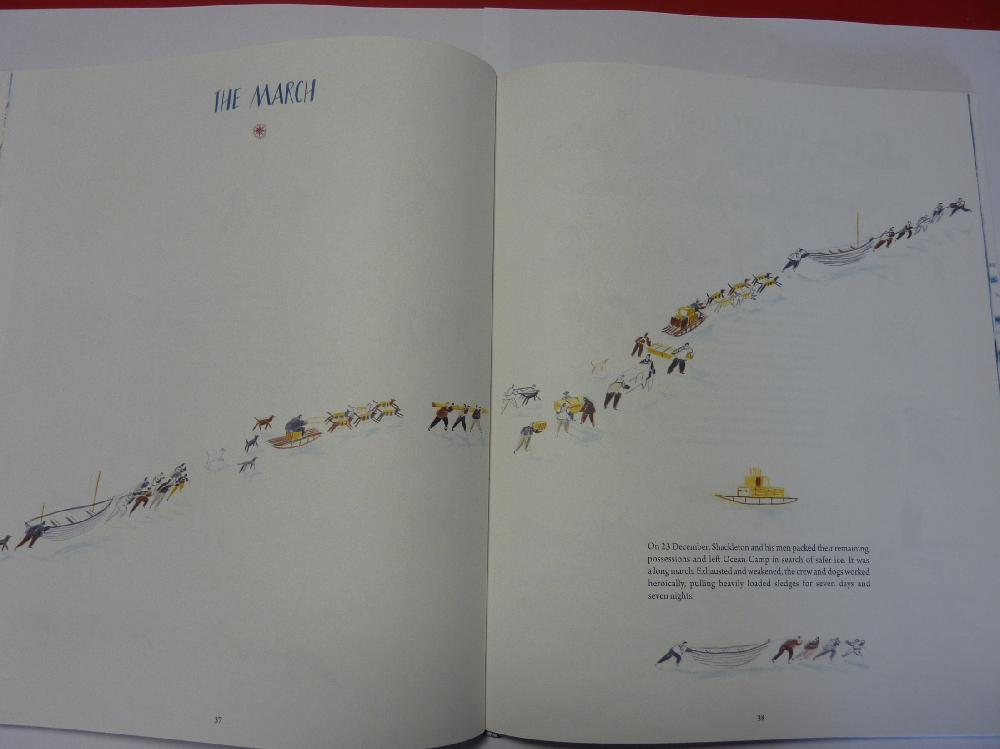 THE MARCH
37
On 23 December, Shackleton and his men packed their remaining
possessions and left Ocean Camp in search of safer ice. It was
a long march. Exhausted and weakened, the crew and dogs worked
heroically, pulling heavily loaded sledges for seven days and
seven nights.
38